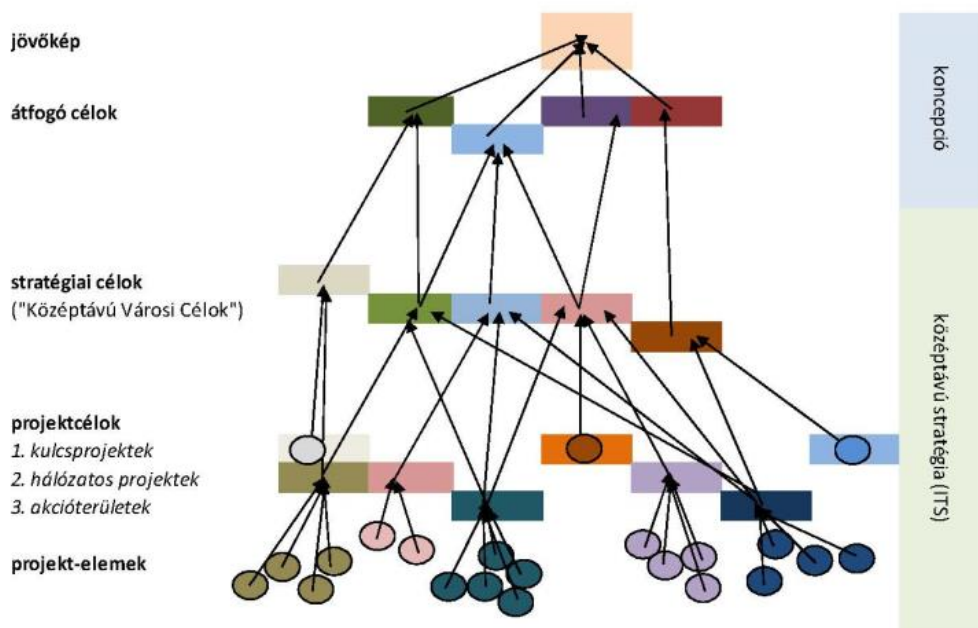 jövőkép
átfogó célok
stratégiai célok
("Középtávú Városi Célok")
projektcélok
1. kulcsprojektek
2. hálózatos projektek
3. akcióterületek
projekt-elemek
koncepció
középtávú stratégia (ITS)